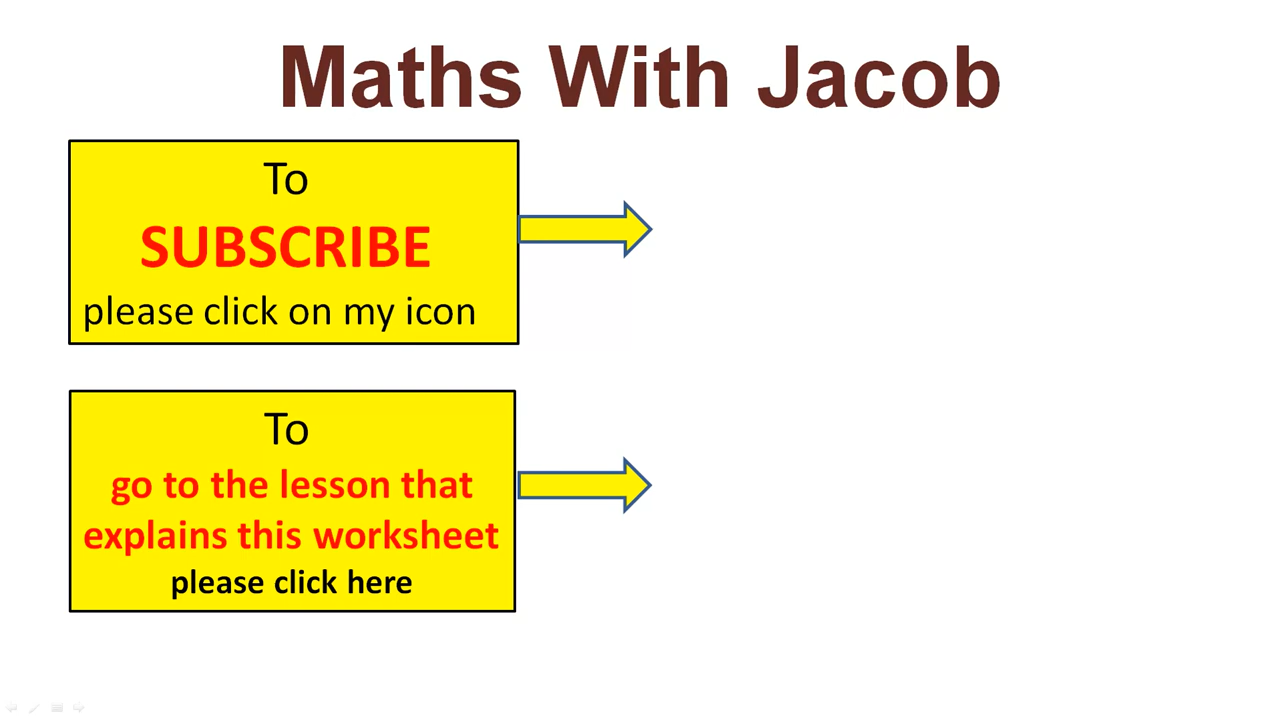 Maths With Jacob
To
SUBSCRIBE
please click on my icon
To
go to the lesson that
explains this worksheet
please click here